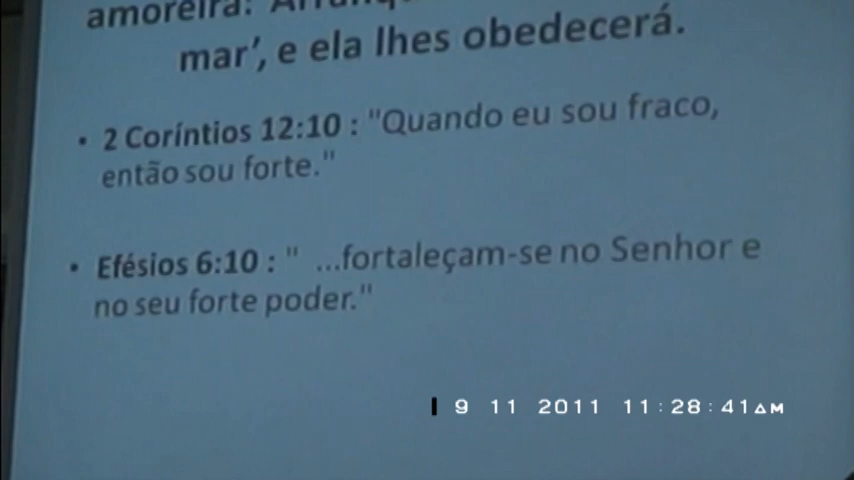 amoreira:
mar’, e ela lhes obedecerá.
• 2 Coríntios 12:10 : "Quando eu sou fraco,
então sou forte."
• Efésios 6:10 : " ...fortaleçam-se no Senhor e
no seu forte poder."
9 11 2011 11:28:41AM